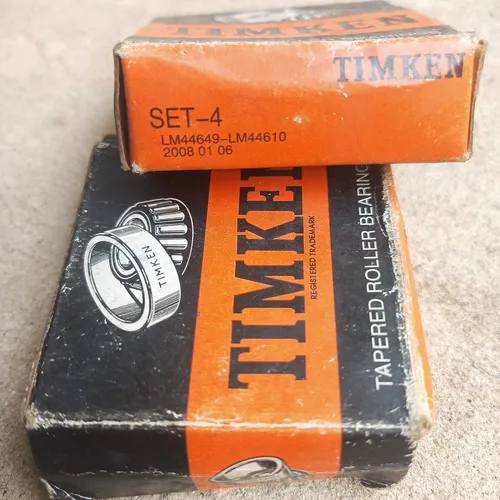 TIMKEN
SET-4
LM44649-LM44610
2008 01 06
TIMKEN
TIMKEN
REGISTERED TRADEMARK
TAPERED ROLLER BEARING